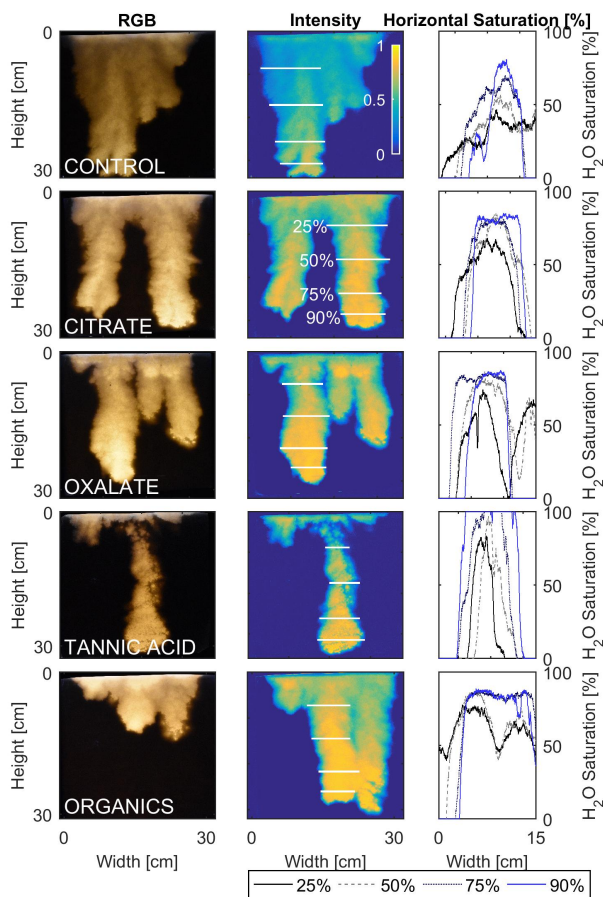 RGB Intensity Horizontal Saturation [%]
0 30 Height [cm] CONTROL 1 0.5 0 100 50 0 H2O Saturation [%]
0 30 Height [cm] CITRATE 25% 50% 75% 90% 100 50 0 H2O Saturation [%]
0 30 Height [cm] OXALATE 100 50 0 H2O Saturation [%]
0 30 Height [cm] TANNIC ACID 100 50 0 H2O Saturation [%]
0 30 Height [cm] ORGANICS 100 50 0 H2O Saturation [%]
0 30 0 30 0 15
Width [cm] Width [cm] Width [cm]
25% 50% 75% 90%